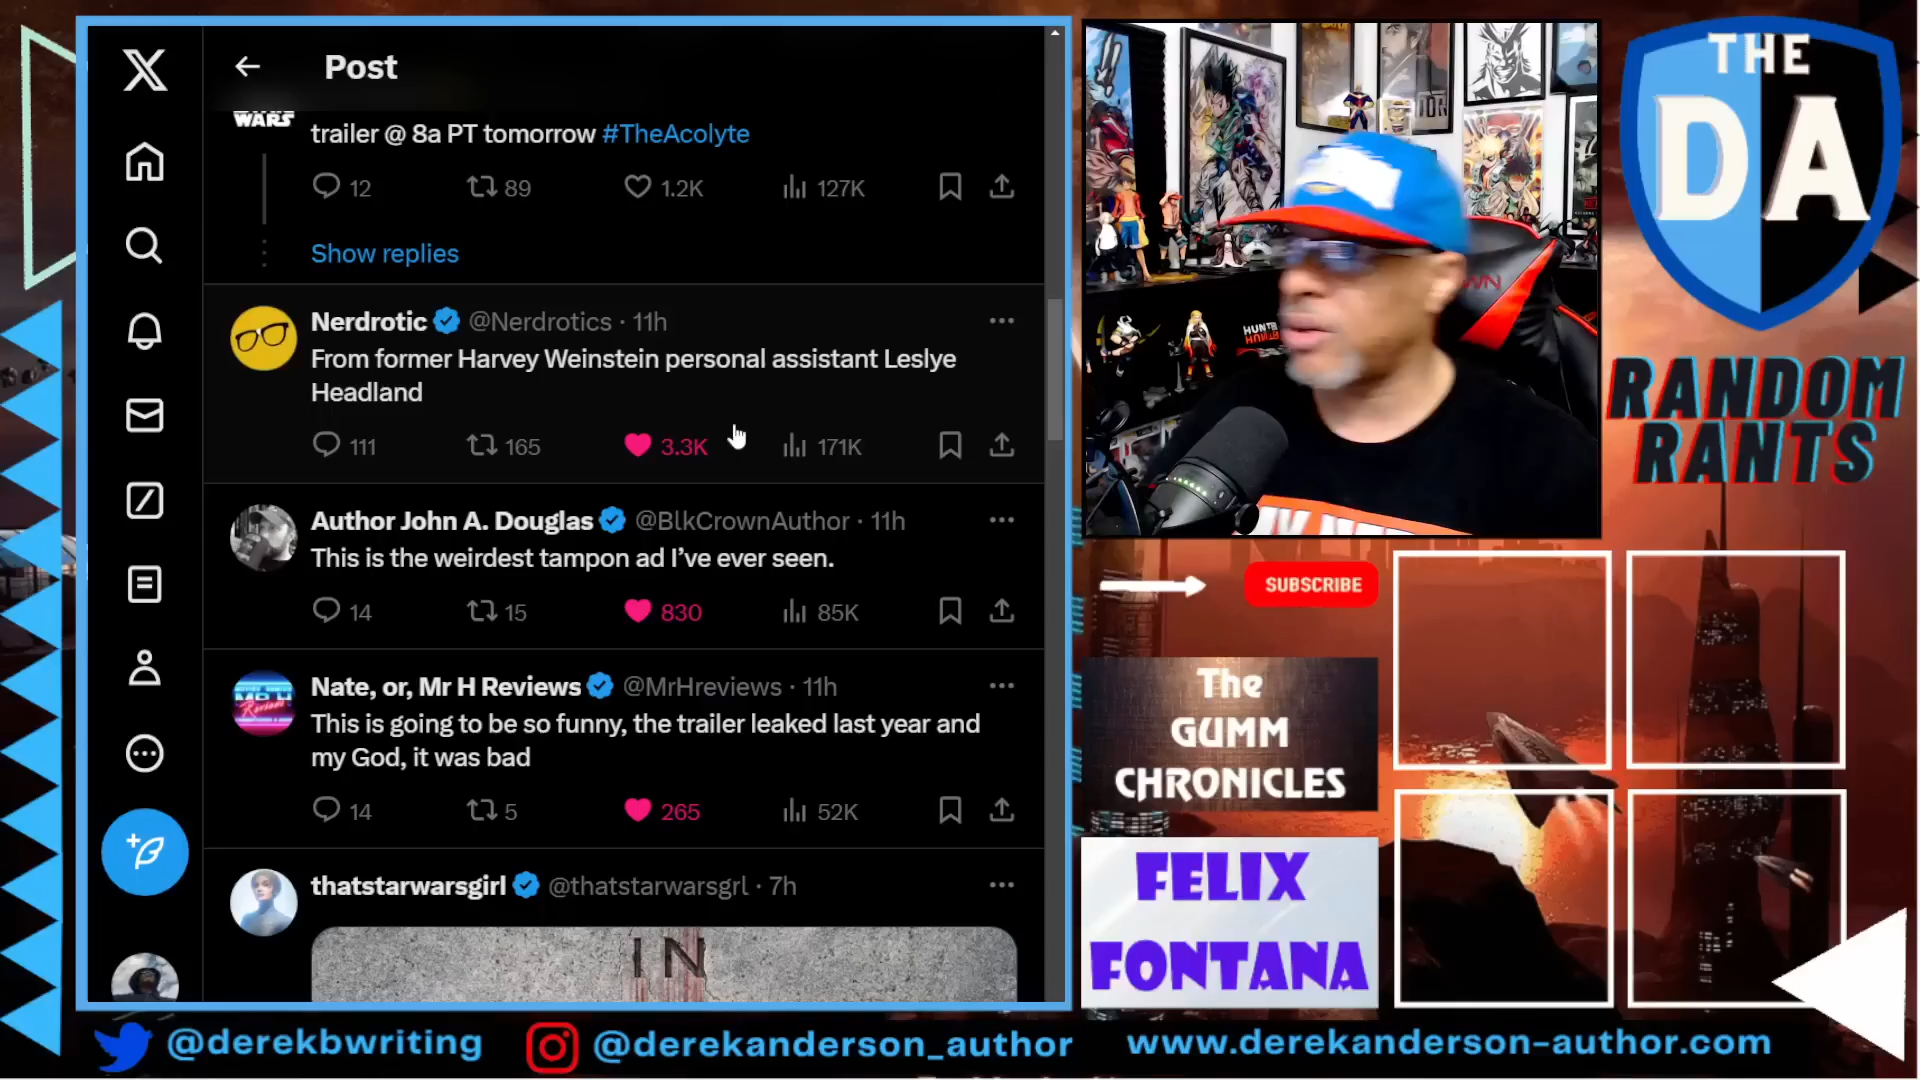 Post
WARS
trailer @ 8a PT tomorrow #TheAcolyte
12 89 1.2K 127K
Show replies
Nerdrotic @Nerdrotics · 11h
From former Harvey Weinstein personal assistant Leslye
Headland
111 165 3.3K 171K
Author John A. Douglas @BlkCrownAuthor · 11h
This is the weirdest tampon ad I’ve ever seen.
14 15 830 85K
Nate, or, Mr H Reviews @MrHreviews · 11h
This is going to be so funny, the trailer leaked last year and
my God, it was bad
14 5 265 52K
thatstarwarsgirl @thatstarwarsgrl · 7h
IN
THE
DA
RANDOM
RANTS
SUBSCRIBE
The
GUMM
CHRONICLES
FELIX
FONTANA
@derekbwriting @derekanderson_author www.derekanderson-author.com